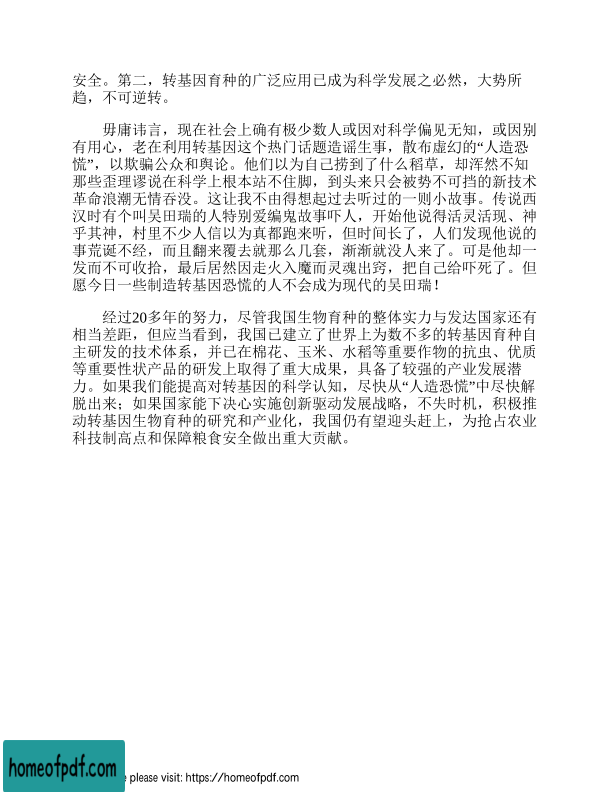 安全。第二，转基因育种的广泛应用已成为科学发展之必然，大势所
趋，不可逆转。
毋庸讳言，现在社会上确有极少数人或因对科学偏见无知，或因别
有用心，老在利用转基因这个热门话题造谣生事，散布虚幻的“人造恐
慌”，以欺骗公众和舆论。他们以为自己捞到了什么稻草，却浑然不知
那些歪理谬说在科学上根本站不住脚，到头来只会被势不可挡的新技术
革命浪潮无情吞没。这让我不由得想起过去听过的一则小故事。传说西
汉时有个叫吴田瑞的人特别爱编鬼故事吓人，开始他说得活灵活现、神
乎其神，村里不少人信以为真都跑来听，但时间长了，人们发现他说的
事荒诞不经，而且翻来覆去就那么几套，渐渐就没人来了。可是他却一
发而不可收拾，最后居然因走火入魔而灵魂出窍，把自己给吓死了。但
愿今日一些制造转基因恐慌的人不会成为现代的吴田瑞！
经过20多年的努力，尽管我国生物育种的整体实力与发达国家还有
相当差距，但应当看到，我国已建立了世界上为数不多的转基因育种自
主研发的技术体系，并已在棉花、玉米、水稻等重要作物的抗虫、优质
等重要性状产品的研发上取得了重大成果，具备了较强的产业发展潜
力。如果我们能提高对转基因的科学认知，尽快从“人造恐慌”中尽快解
脱出来；如果国家能下决心实施创新驱动发展战略，不失时机，积极推
动转基因生物育种的研究和产业化，我国仍有望迎头赶上，为抢占农业
科技制高点和保障粮食安全做出重大贡献。
homeofpdf.com
please visit: https://homeofpdf.com